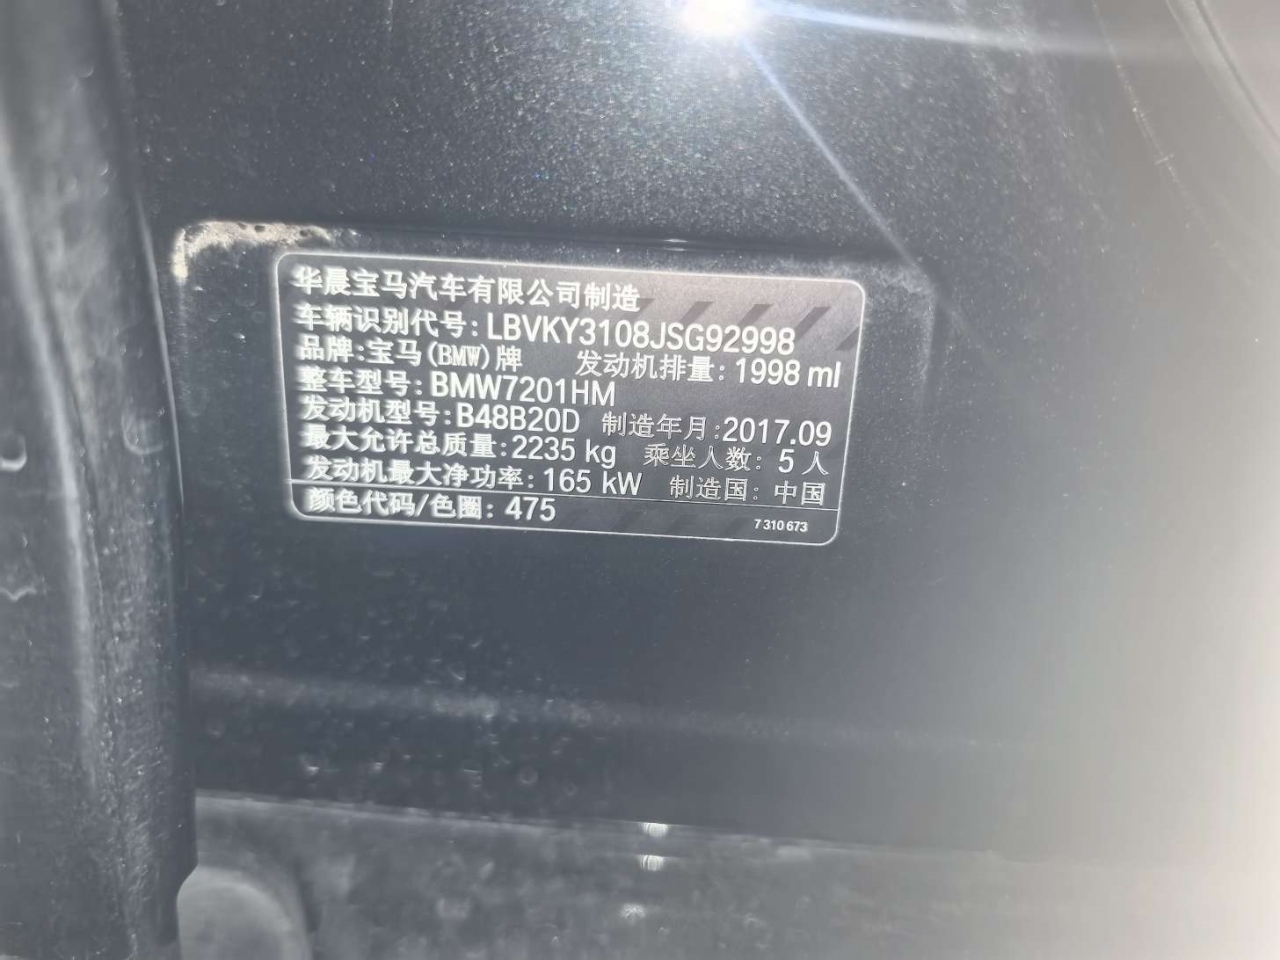 华晨宝马汽车有限公司制造
车辆识别代号: LBVKY3108JSG92998
品牌:宝马(BMW)牌 发动机排量: 1998 ml
整车型号: BMW7201HM
发动机型号: B48B20D 制造年月:2017.09
最大允许总质量: 2235 kg 乘坐人数: 5 人
发动机最大净功率: 165 kW 制造国: 中国
颜色代码/色圈: 475 7 310 673